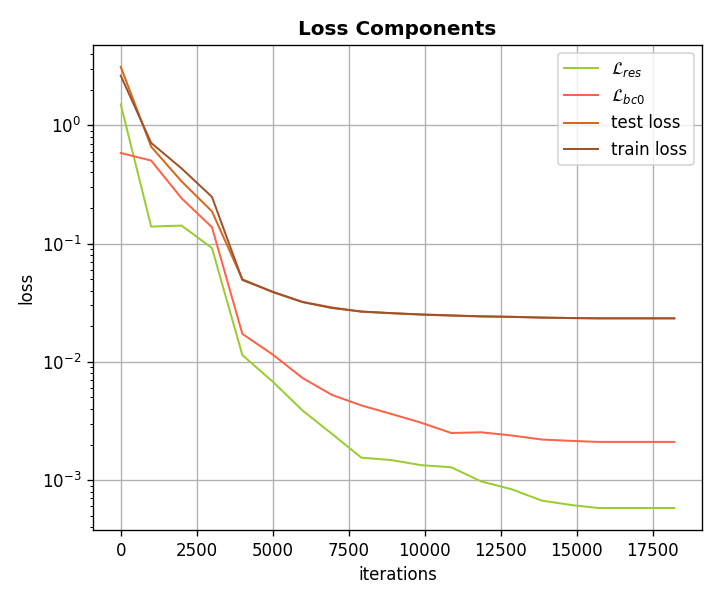 Loss Components
ℒ_res
ℒ_bc0
test loss
train loss
10^0
10^−1
10^−2
10^−3
loss
0 2500 5000 7500 10000 12500 15000 17500
iterations